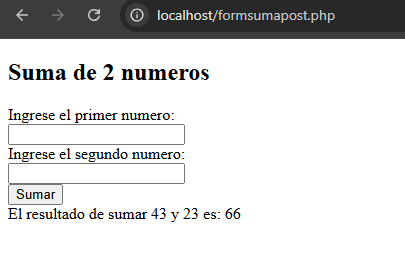 localhost/formsumapost.php
Suma de 2 numeros
Ingrese el primer numero:
Ingrese el segundo numero:
Sumar
El resultado de sumar 43 y 23 es: 66